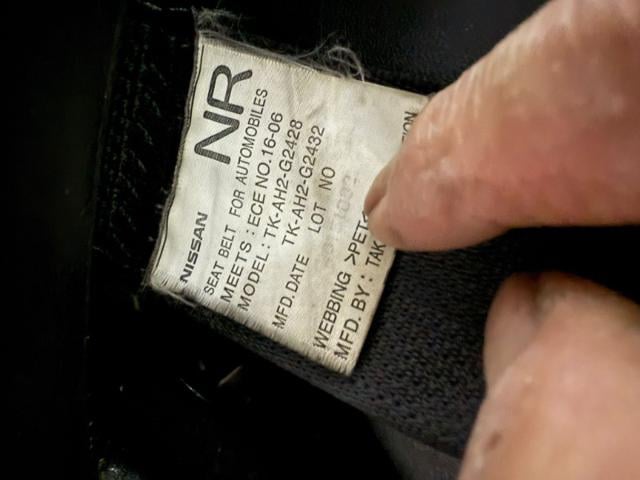 NR
NISSAN
SEAT BELT FOR AUTOMOBILES
MEETS : ECE NO.16-06
MODEL : TK-AH2-G2428
TK-AH2-G2432
MFD.DATE LOT NO
WEBBING >PET
MFD. BY : TAK